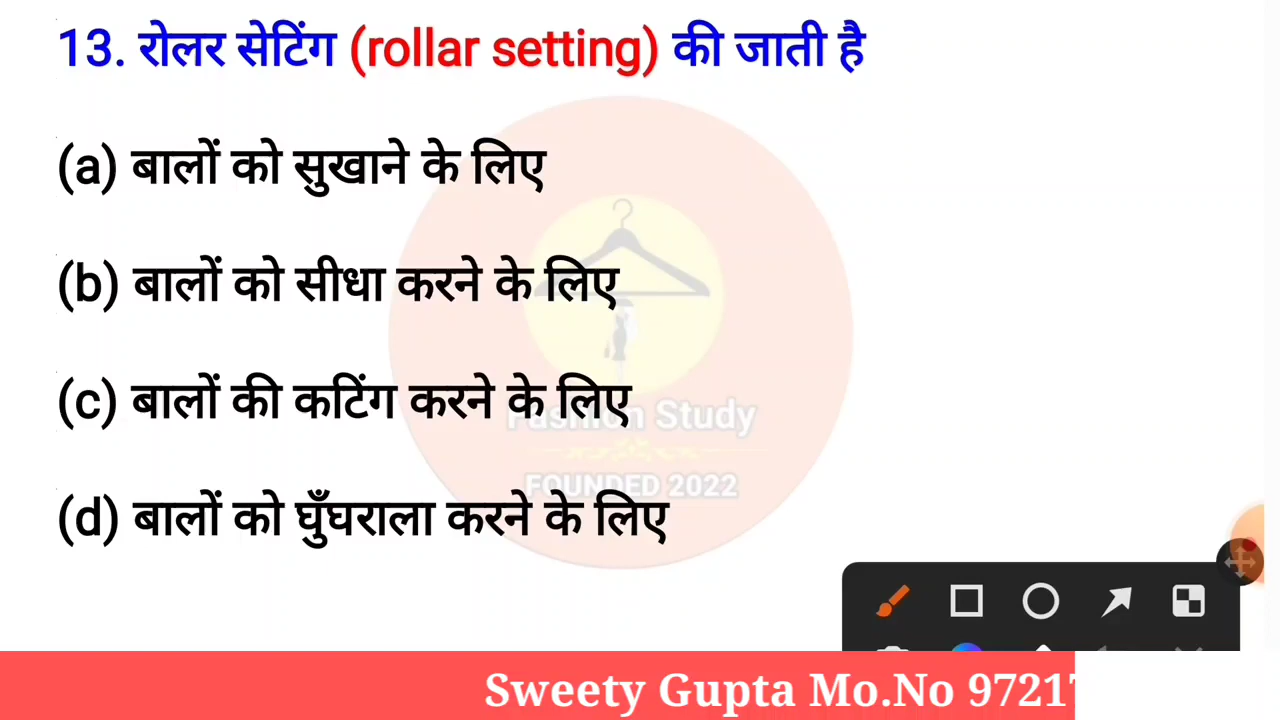 13. रोलर सेटिंग (rollar setting) की जाती है
(a) बालों को सुखाने के लिए
(b) बालों को सीधा करने के लिए
(c) बालों की कटिंग करने के लिए
Fashion Study
FOUNDED 2022
(d) बालों को घुँघराला करने के लिए
Sweety Gupta Mo.No 9721